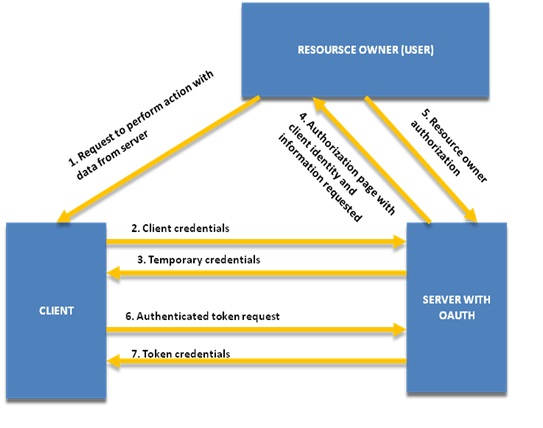 RESOURSCE OWNER (USER)
1. Request to perform action with
data from server
4. Authorization page with
client identity and
information requested
5. Resource owner
authorization
2. Client credentials
3. Temporary credentials
CLIENT
SERVER WITH
OAUTH
6. Authenticated token request
7. Token credentials